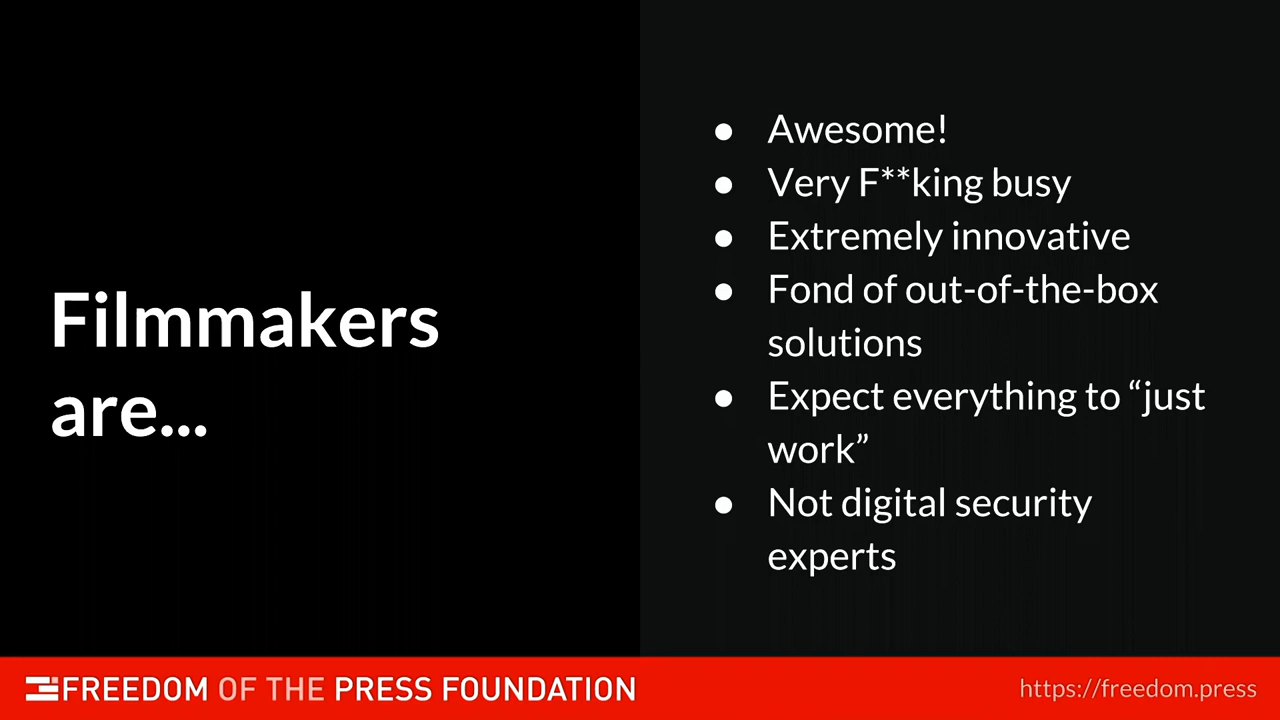 Filmmakers
are...
● Awesome!
● Very F**king busy
● Extremely innovative
● Fond of out-of-the-box
solutions
● Expect everything to “just
work”
● Not digital security
experts
FREEDOM OF THE PRESS FOUNDATION
https://freedom.press